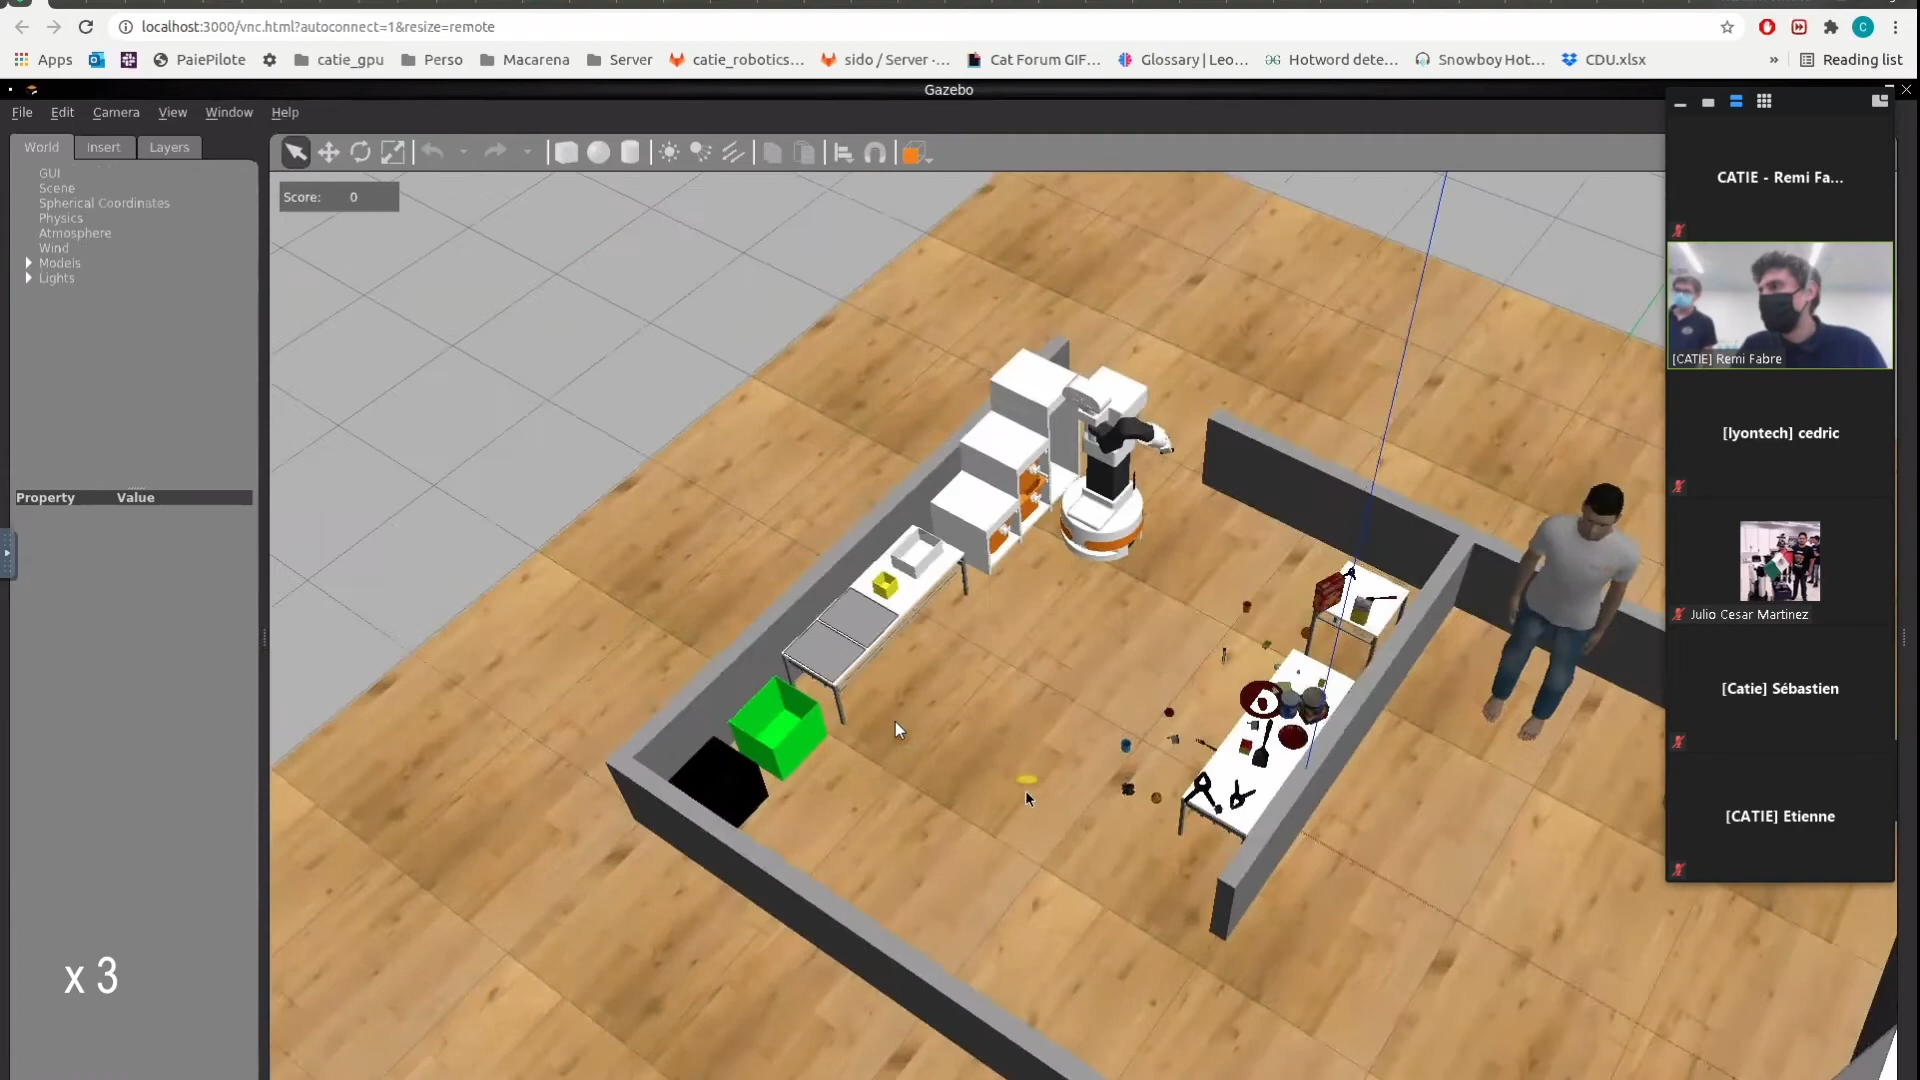 localhost:3000/vnc.html?autoconnect=1&resize=remote
Apps PaiePilote catie_gpu Perso Macarena Server catie_robotics... sido / Server -... Cat Forum GIF... Glossary | Leo... Hotword dete... Snowboy Hot... CDU.xlsx » Reading list
Gazebo
File Edit Camera View Window Help
World Insert Layers
GUI
Scene
Spherical Coordinates
Physics
Atmosphere
Wind
Models
Lights
Property Value
Score: 0
CATIE - Remi Fa...
[CATIE] Remi Fabre
[lyontech] cedric
Julio Cesar Martinez
[Catie] Sébastien
[CATIE] Etienne
x 3